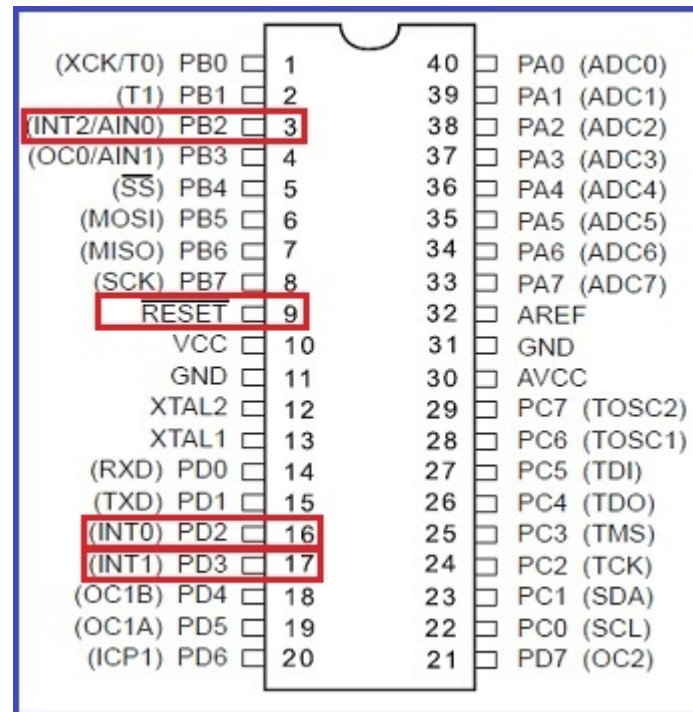 (XCK/T0) PB0 1 40 PA0 (ADC0)
(T1) PB1 2 39 PA1 (ADC1)
(INT2/AIN0) PB2 3 38 PA2 (ADC2)
(OC0/AIN1) PB3 4 37 PA3 (ADC3)
(SS) PB4 5 36 PA4 (ADC4)
(MOSI) PB5 6 35 PA5 (ADC5)
(MISO) PB6 7 34 PA6 (ADC6)
(SCK) PB7 8 33 PA7 (ADC7)
RESET 9 32 AREF
VCC 10 31 GND
GND 11 30 AVCC
XTAL2 12 29 PC7 (TOSC2)
XTAL1 13 28 PC6 (TOSC1)
(RXD) PD0 14 27 PC5 (TDI)
(TXD) PD1 15 26 PC4 (TDO)
(INT0) PD2 16 25 PC3 (TMS)
(INT1) PD3 17 24 PC2 (TCK)
(OC1B) PD4 18 23 PC1 (SDA)
(OC1A) PD5 19 22 PC0 (SCL)
(ICP1) PD6 20 21 PD7 (OC2)